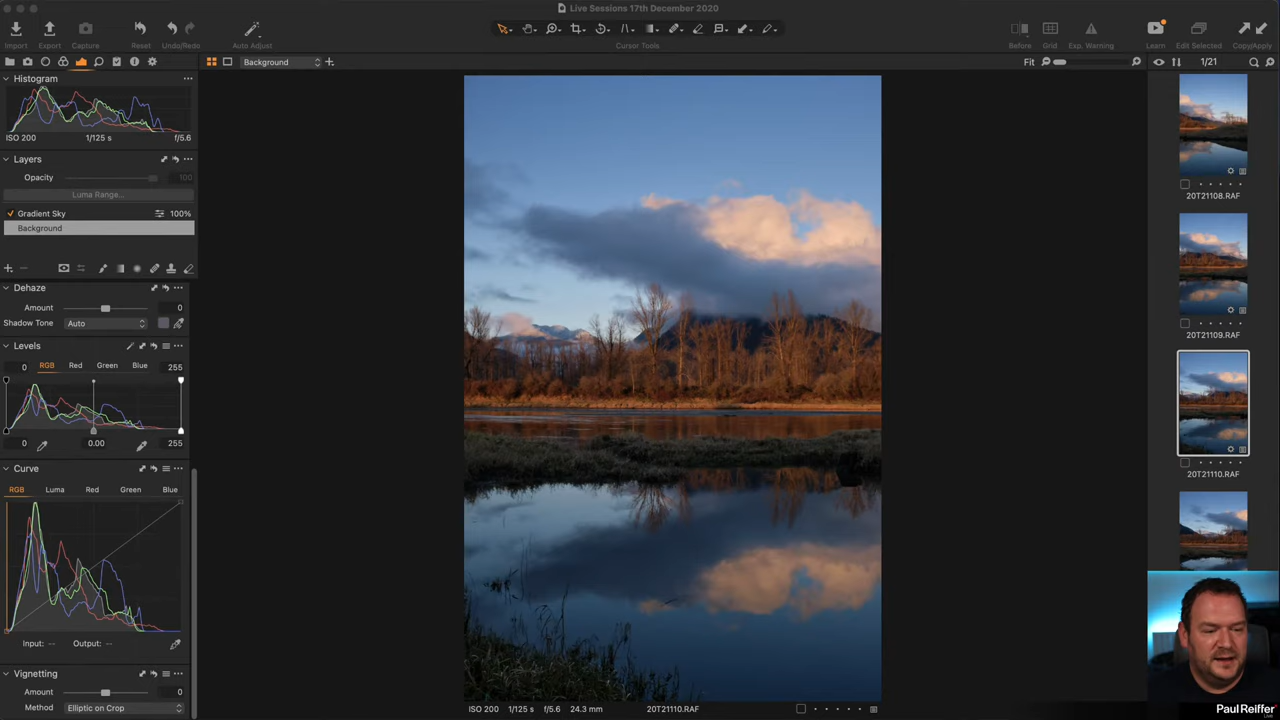 Live Sessions 17th December 2020
Import
Export
Capture
Reset
Undo/Redo
Auto Adjust
Cursor Tools
Before
Grid
Exp. Warning
Learn
Edit Selected
Copy/Apply
Background
Fit
1/21
Histogram
ISO 200 1/125 s f/5.6
Layers
Opacity 100
Luma Range...
Gradient Sky 100%
Background
Dehaze
Amount 0
Shadow Tone Auto
Levels
0 RGB Red Green Blue 255
0 0.00 255
Curve
RGB Luma Red Green Blue
Input: -- Output: --
Vignetting
Amount 0
Method Elliptic on Crop
ISO 200 1/125 s f/5.6 24.3 mm 20T21110.RAF
20T21108.RAF
20T21109.RAF
20T21110.RAF
Paul Reiffer
Live